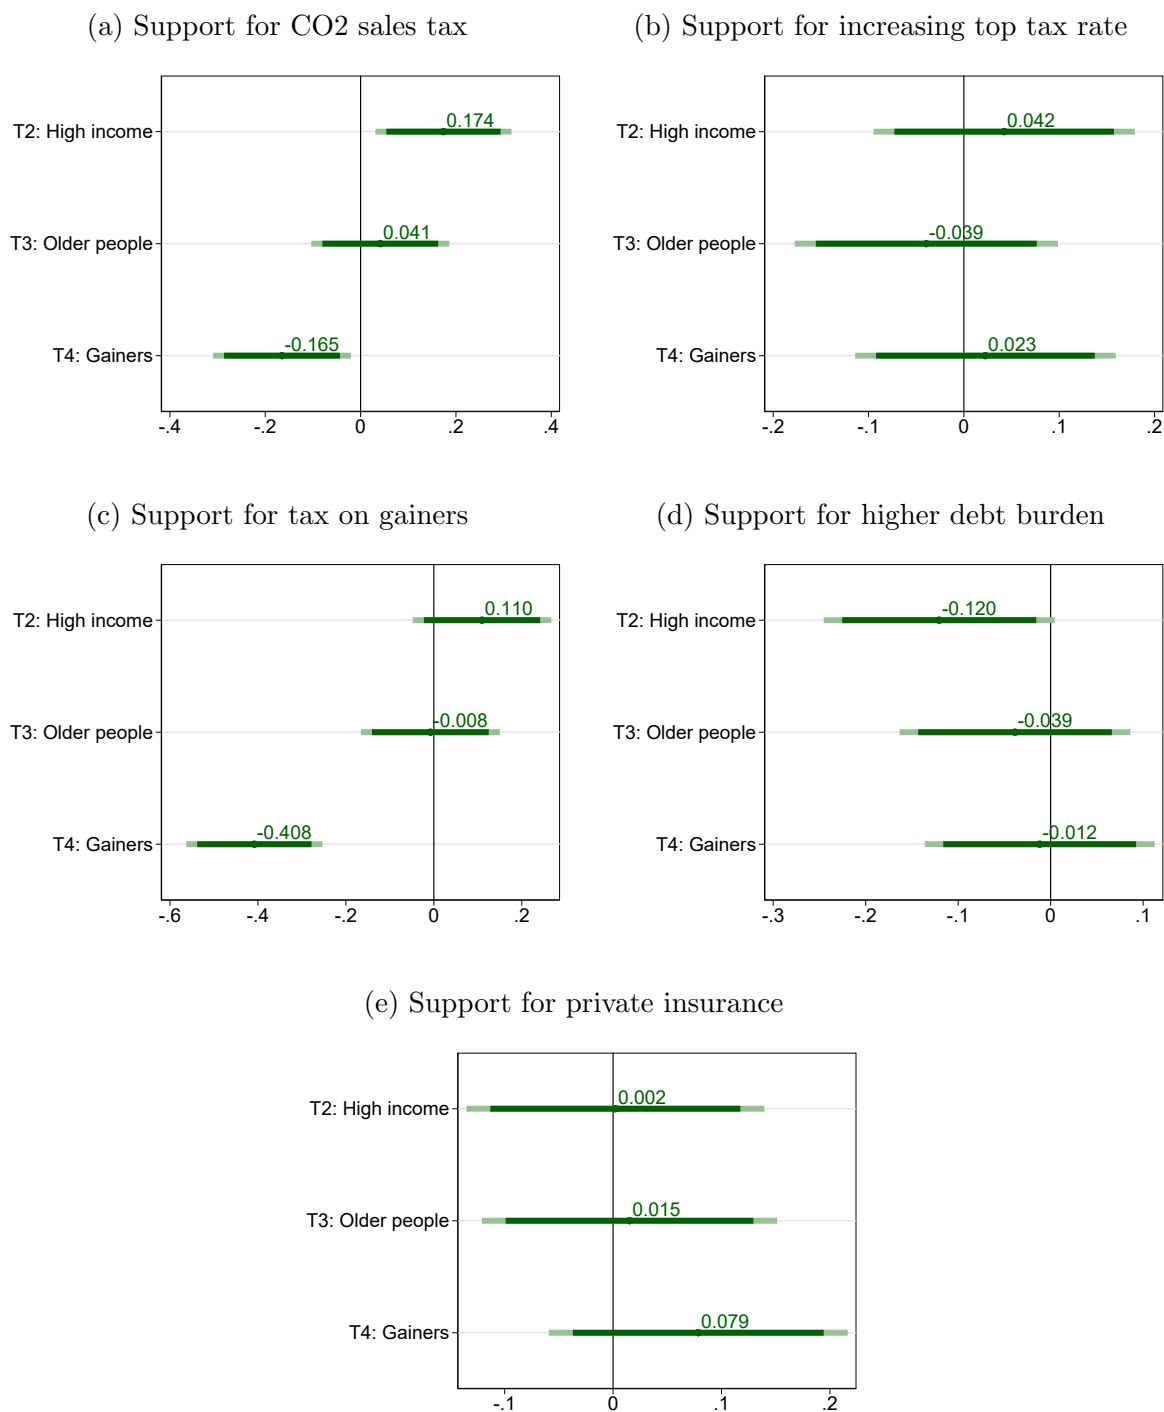 (a) Support for CO2 sales tax
T2: High income
0.174
T3: Older people
0.041
T4: Gainers
-0.165
-.4 -.2 0 .2 .4
(b) Support for increasing top tax rate
T2: High income
0.042
T3: Older people
-0.039
T4: Gainers
0.023
-.2 -.1 0 .1 .2
(c) Support for tax on gainers
T2: High income
0.110
T3: Older people
-0.008
T4: Gainers
-0.408
-.6 -.4 -.2 0 .2
(d) Support for higher debt burden
T2: High income
-0.120
T3: Older people
-0.039
T4: Gainers
-0.012
-.3 -.2 -.1 0 .1
(e) Support for private insurance
T2: High income
0.002
T3: Older people
0.015
T4: Gainers
0.079
-.1 0 .1 .2